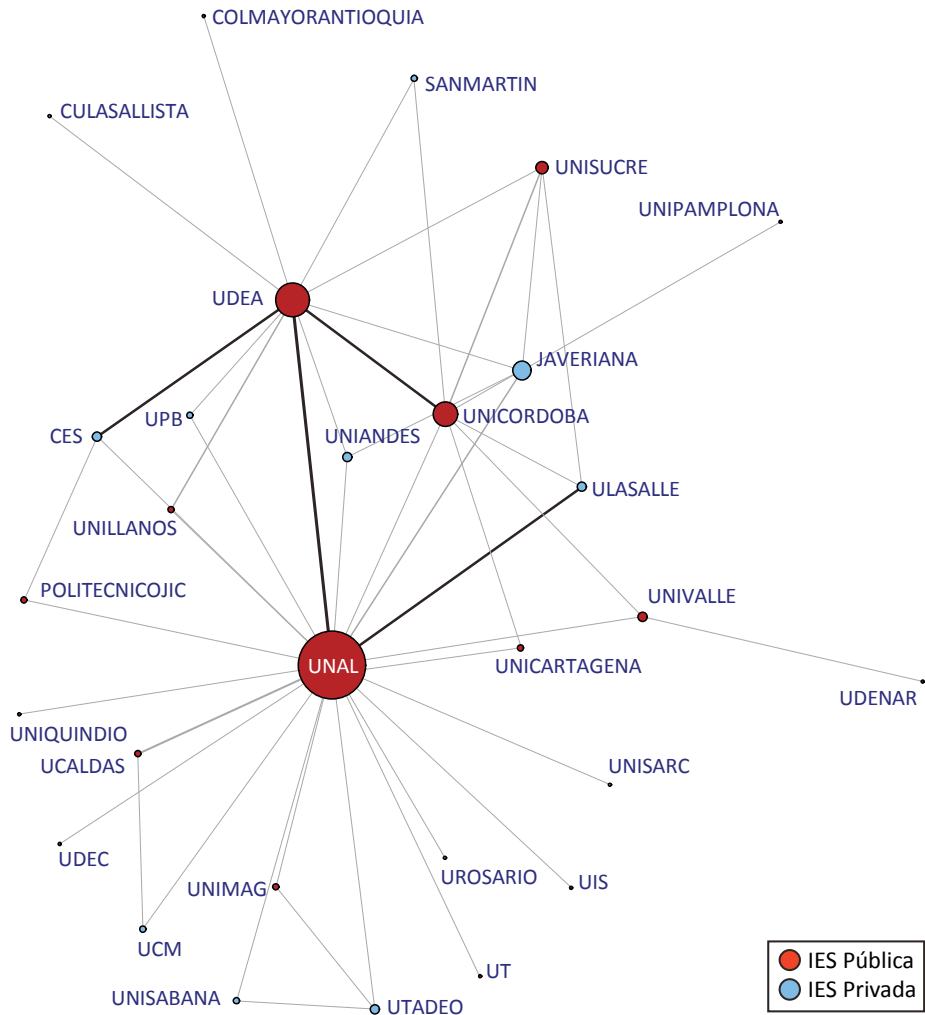 COLMAYORANTIOQUIA
SANMARTIN
CULASALLISTA
UNISUCRE
UNIPAMPLONA
UDEA
JAVERIANA
UNICORDOBA
UPB
CES
UNIANDES
ULASALLE
UNILLANOS
POLITECNICOJIC
UNIVALLE
UNAL
UNICARTAGENA
UDENAR
UNIQUINDIO
UCALDAS
UNISARC
UDEC
UROSARIO
UIS
UNIMAG
UCM
UT
UNISABANA
UTADEO
IES Pública
IES Privada